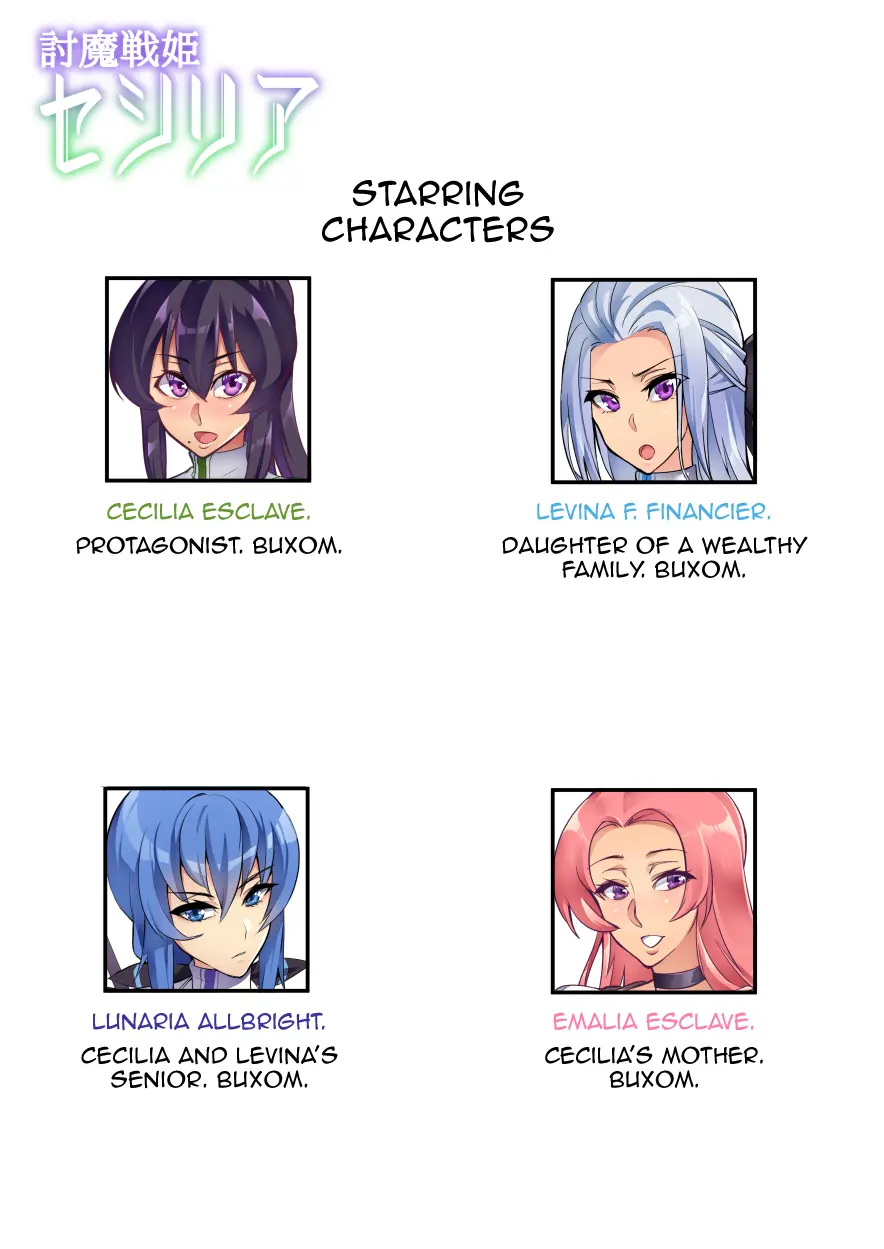 討魔戦姫
セシリア
STARRING
CHARACTERS
CECILIA ESCLAVE.
PROTAGONIST. BUXOM.
LEVINA F. FINANCIER.
DAUGHTER OF A WEALTHY
FAMILY. BUXOM.
LUNARIA ALLBRIGHT.
CECILIA AND LEVINA'S
SENIOR. BUXOM.
EMALIA ESCLAVE.
CECILIA'S MOTHER.
BUXOM.